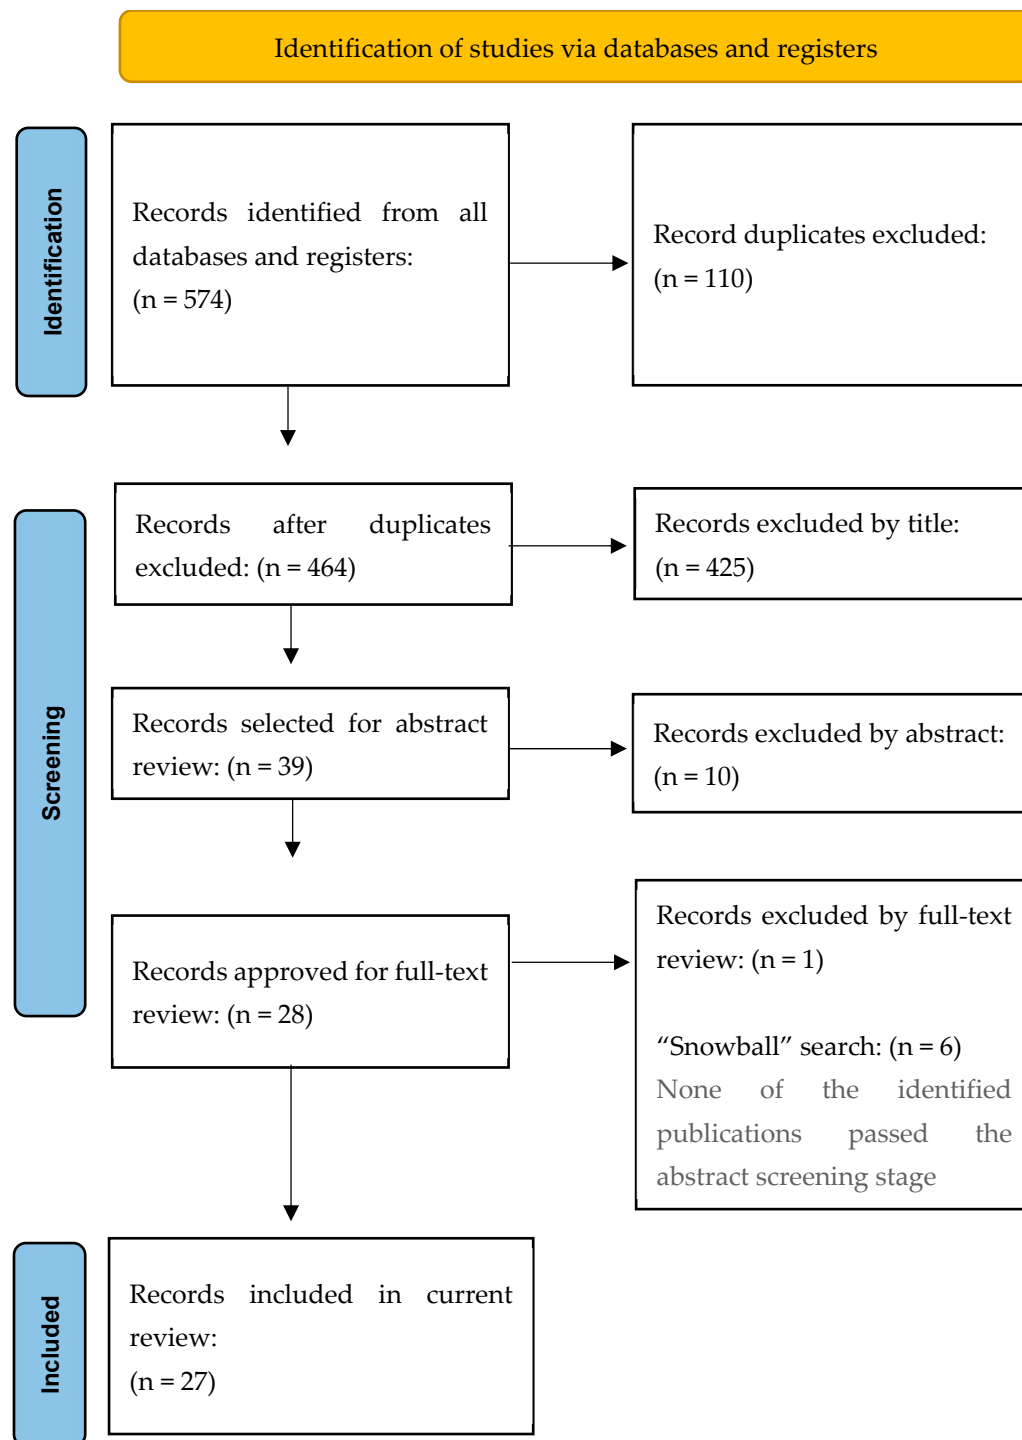 Identification of studies via databases and registers
Identification
Records identified from all
databases and registers:
(n = 574)
Record duplicates excluded:
(n = 110)
Screening
Records after duplicates
excluded: (n = 464)
Records excluded by title:
(n = 425)
Records selected for abstract
review: (n = 39)
Records excluded by abstract:
(n = 10)
Records approved for full-text
review: (n = 28)
Records excluded by full-text
review: (n = 1)
“Snowball” search: (n = 6)
None of the identified
publications passed the
abstract screening stage
Included
Records included in current
review:
(n = 27)